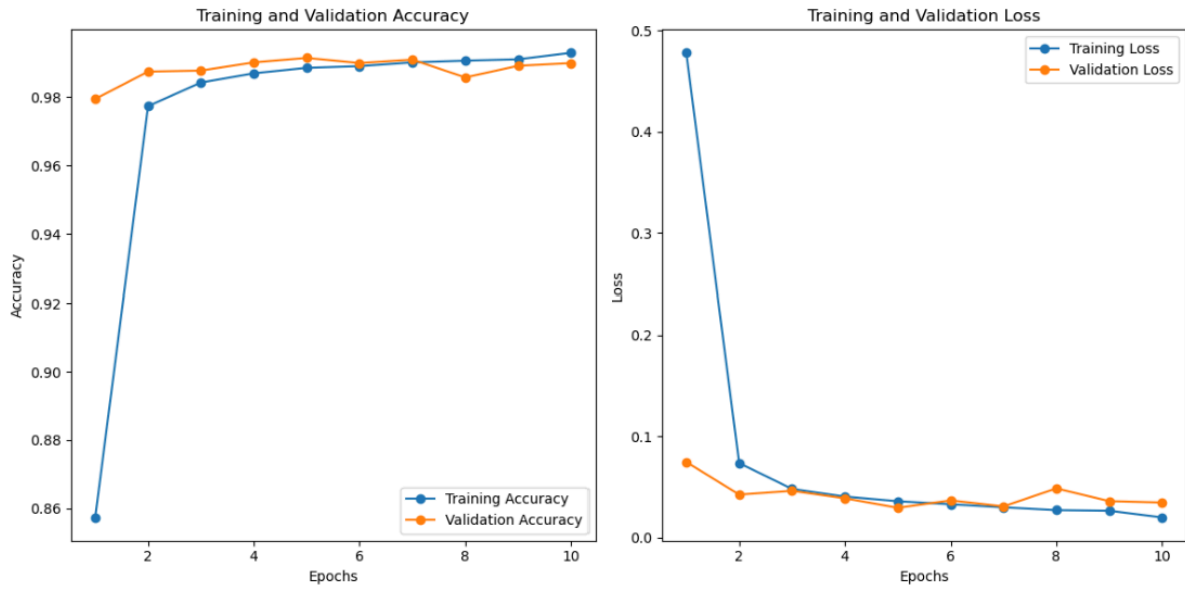 Training and Validation Accuracy
Accuracy
0.98
0.96
0.94
0.92
0.90
0.88
0.86
Training Accuracy
Validation Accuracy
2
4
6
8
10
Epochs
Training and Validation Loss
Loss
0.5
0.4
0.3
0.2
0.1
0.0
Training Loss
Validation Loss
2
4
6
8
10
Epochs